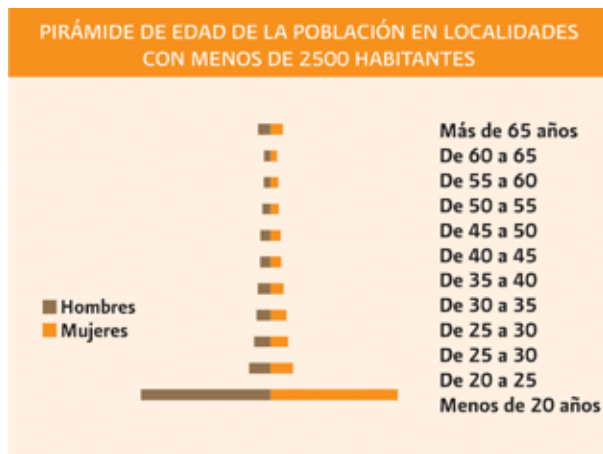 PIRÁMIDE DE EDAD DE LA POBLACIÓN EN LOCALIDADES
CON MENOS DE 2500 HABITANTES
Más de 65 años
De 60 a 65
De 55 a 60
De 50 a 55
De 45 a 50
De 40 a 45
De 35 a 40
De 30 a 35
De 25 a 30
De 25 a 30
De 20 a 25
Menos de 20 años
Hombres
Mujeres